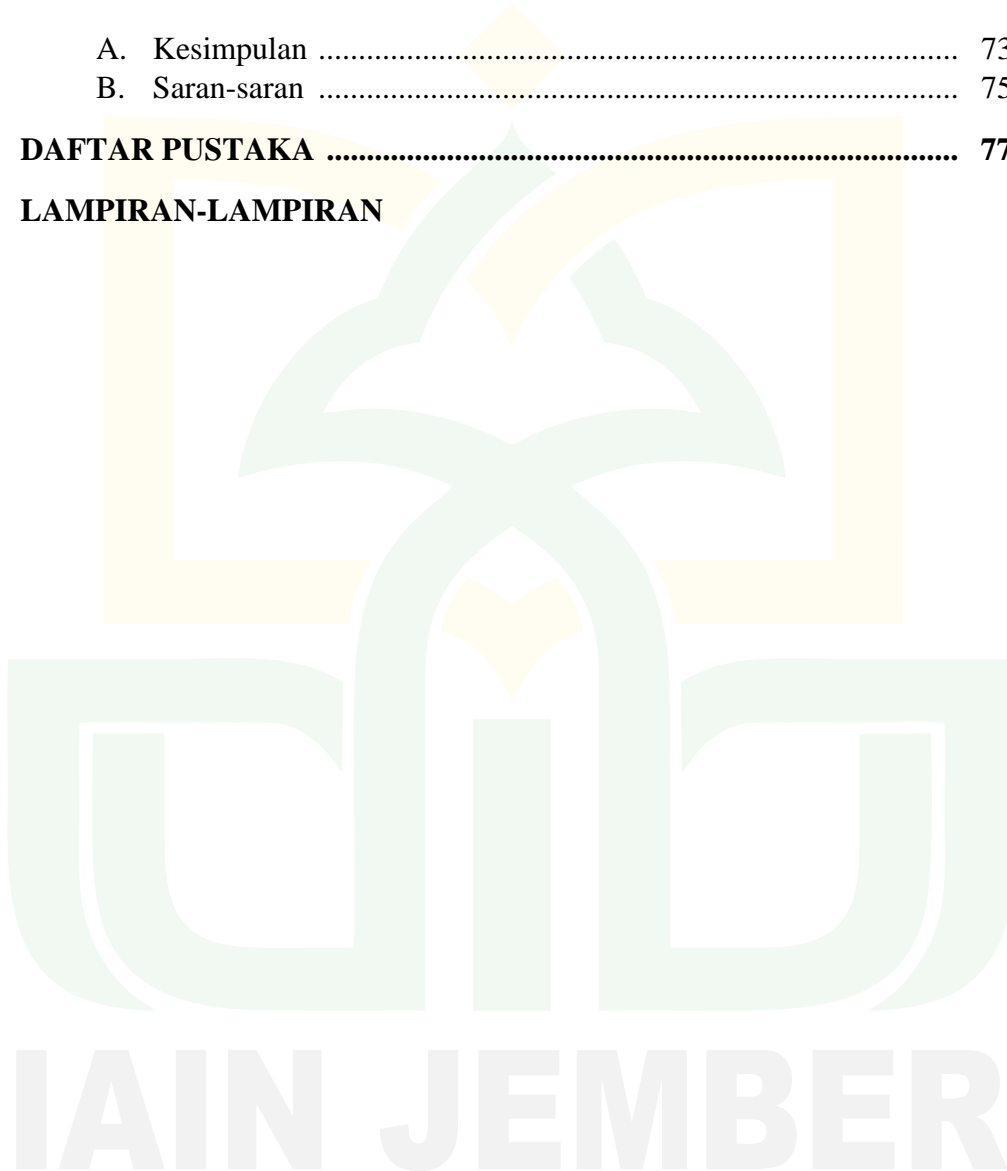 A. Kesimpulan ................................................................................ 73
B. Saran-saran ................................................................................ 75
DAFTAR PUSTAKA ................................................................................ 77
LAMPIRAN-LAMPIRAN
IAIN JEMBER